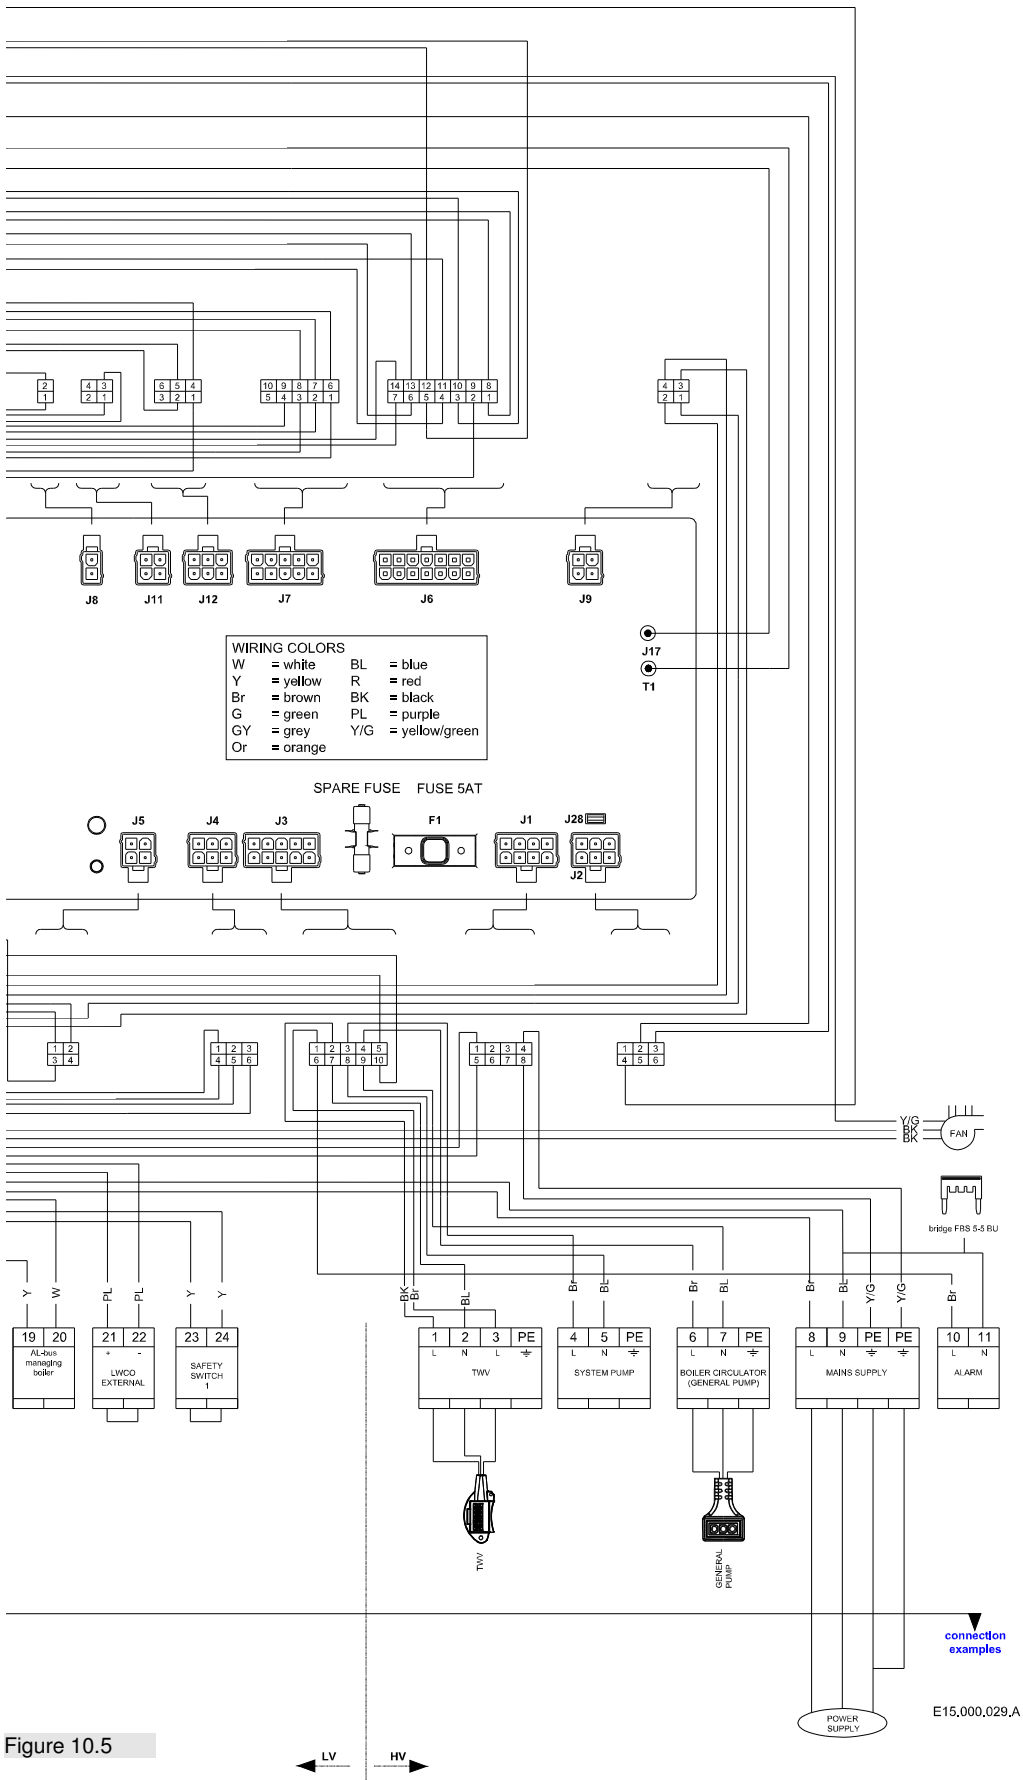 2 4 3 6 5 4 10 9 8 7 6 14 13 12 11 10 9 8 4 3
1 2 1 3 2 1 5 4 3 2 1 7 6 5 4 3 2 1 2 1
J8 J11 J12 J7 J6 J9
J17
T1
WIRING COLORS
W = white BL = blue
Y = yellow R = red
Br = brown BK = black
G = green PL = purple
GY = grey Y/G = yellow/green
Or = orange
SPARE FUSE FUSE 5AT
J5 J4 J3 F1 J1 J28
J2
1 2 1 2 3 1 2 3 4 5 1 2 3 4 1 2 3
3 4 4 5 6 6 7 8 9 10 5 6 7 8 4 5 6
Y/G
BK
BK
FAN
bridge FBS 5-5 BU
Y W PL PL Y Y BK Br BL Br BL Br BL Br BL Y/G Y/G Br
19 20 21 22 23 24 1 2 3 PE 4 5 PE 6 7 PE 8 9 PE PE 10 11
+ - L N L L N L N L N L N
AL-bus
managing
boiler
LWCO
EXTERNAL
SAFETY
SWITCH
1
TWV
SYSTEM PUMP
BOILER CIRCULATOR
(GENERAL PUMP)
MAINS SUPPLY
ALARM
TWV
GENERAL
PUMP
connection
examples
E15.000.029.A
POWER
SUPPLY
Figure 10.5
LV HV